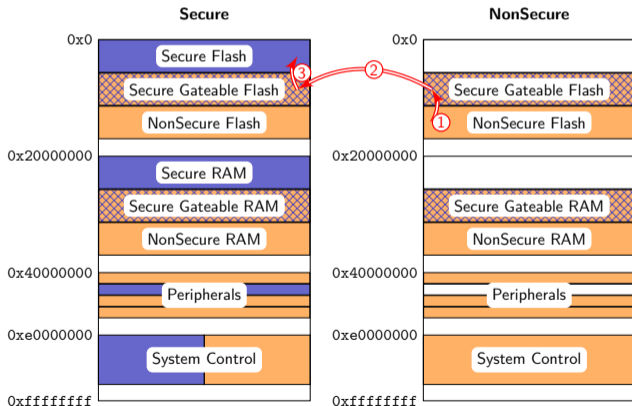 Secure
NonSecure
0x0
0x0
Secure Flash
Secure Gateable Flash
NonSecure Flash
3
2
Secure Gateable Flash
NonSecure Flash
1
0x20000000
0x20000000
Secure RAM
Secure Gateable RAM
NonSecure RAM
Secure Gateable RAM
NonSecure RAM
0x40000000
0x40000000
Peripherals
Peripherals
0xe0000000
0xe0000000
System Control
System Control
0xffffffff
0xffffffff